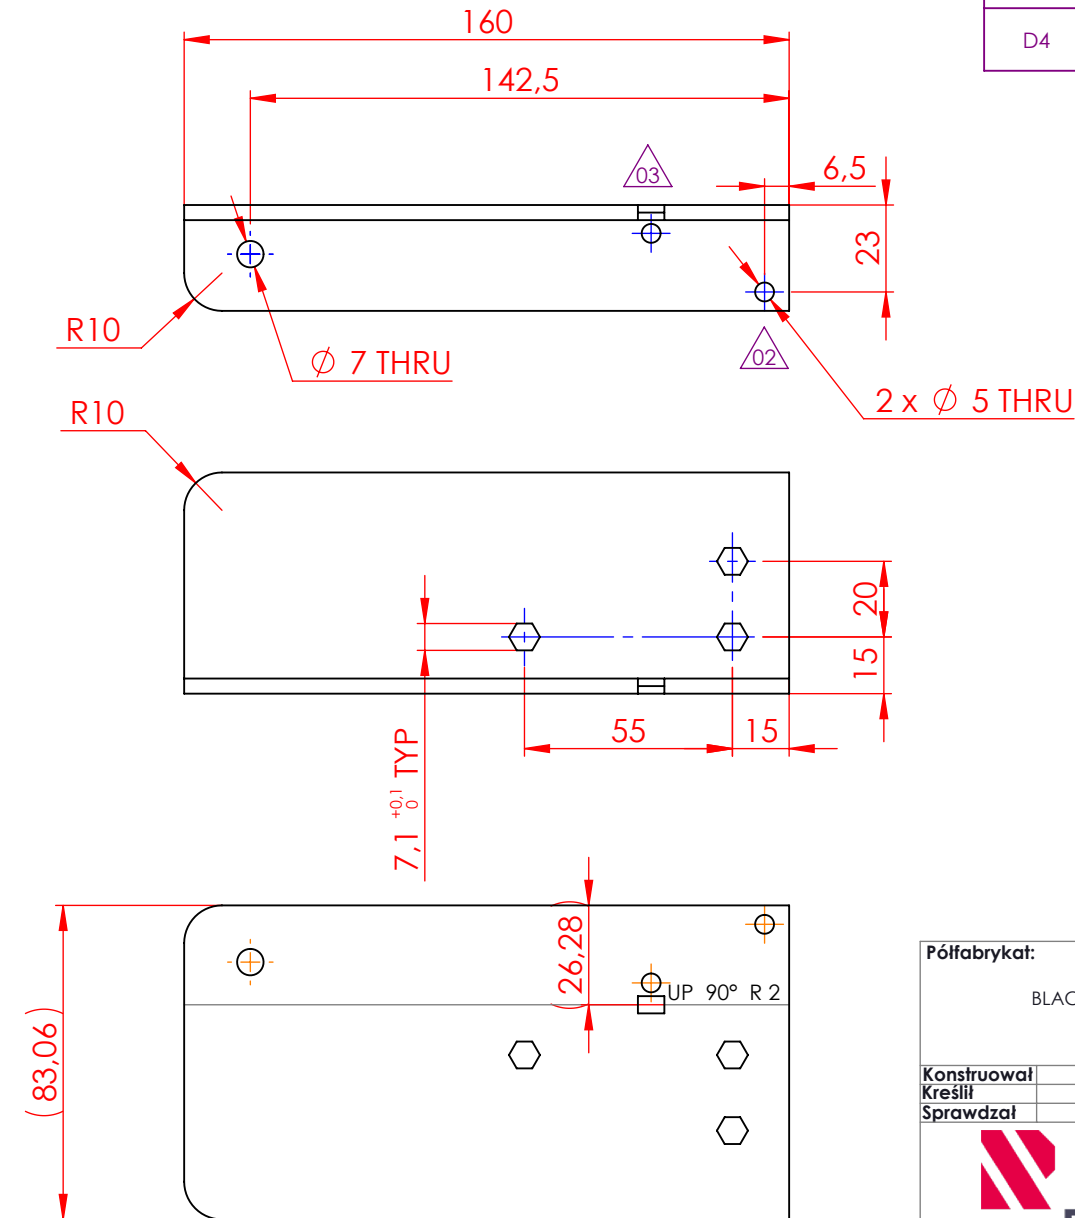 160
D4
142,5
03
6,5
23
R10
Ø 7 THRU
02
2 x Ø 5 THRU
R10
20
15
55
15
7,1 +0,1 0 TYP
(26,28)
UP 90° R 2
(83,06)
Półfabrykat:
Konstruował
Kreślił
Sprawdzał